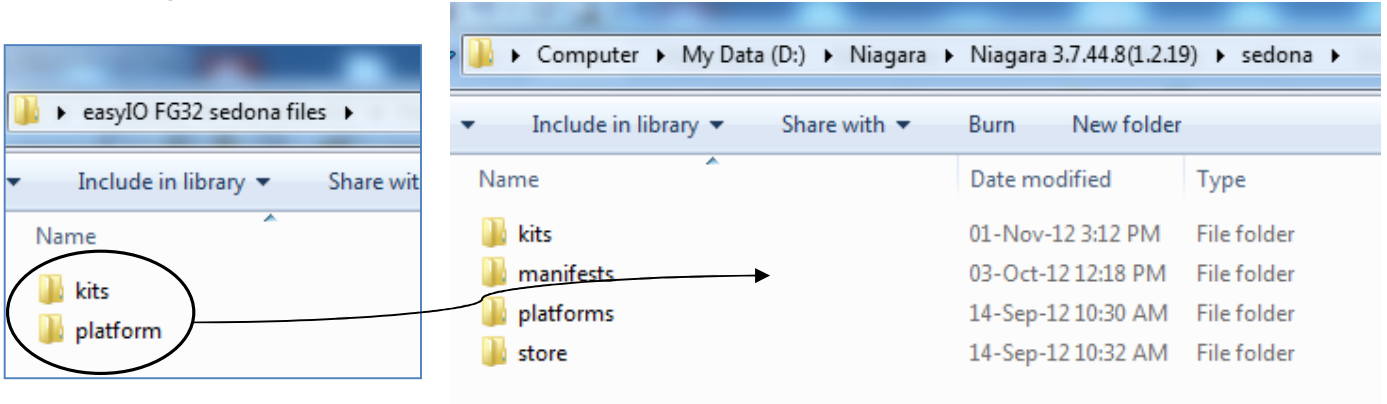 easyIO FG32 sedona files
Include in library Share wit
Name
kits
platform
Computer My Data (D:) Niagara Niagara 3.7.44.8(1.2.19) sedona
Include in library Share with Burn New folder
Name Date modified Type
kits 01-Nov-12 3:12 PM File folder
manifests 03-Oct-12 12:18 PM File folder
platforms 14-Sep-12 10:30 AM File folder
store 14-Sep-12 10:32 AM File folder